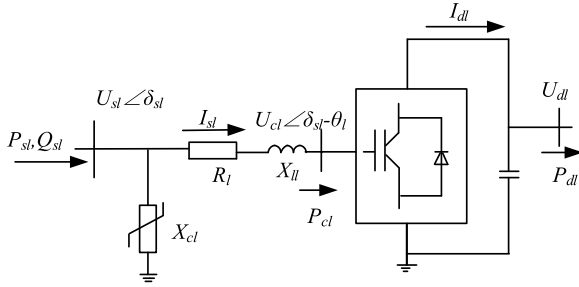 I_dl
U_sl∠δ_sl
U_dl
I_sl
U_cl∠δ_sl-θ_l
P_sl,Q_sl
R_l
X_ll
P_dl
P_cl
X_cl